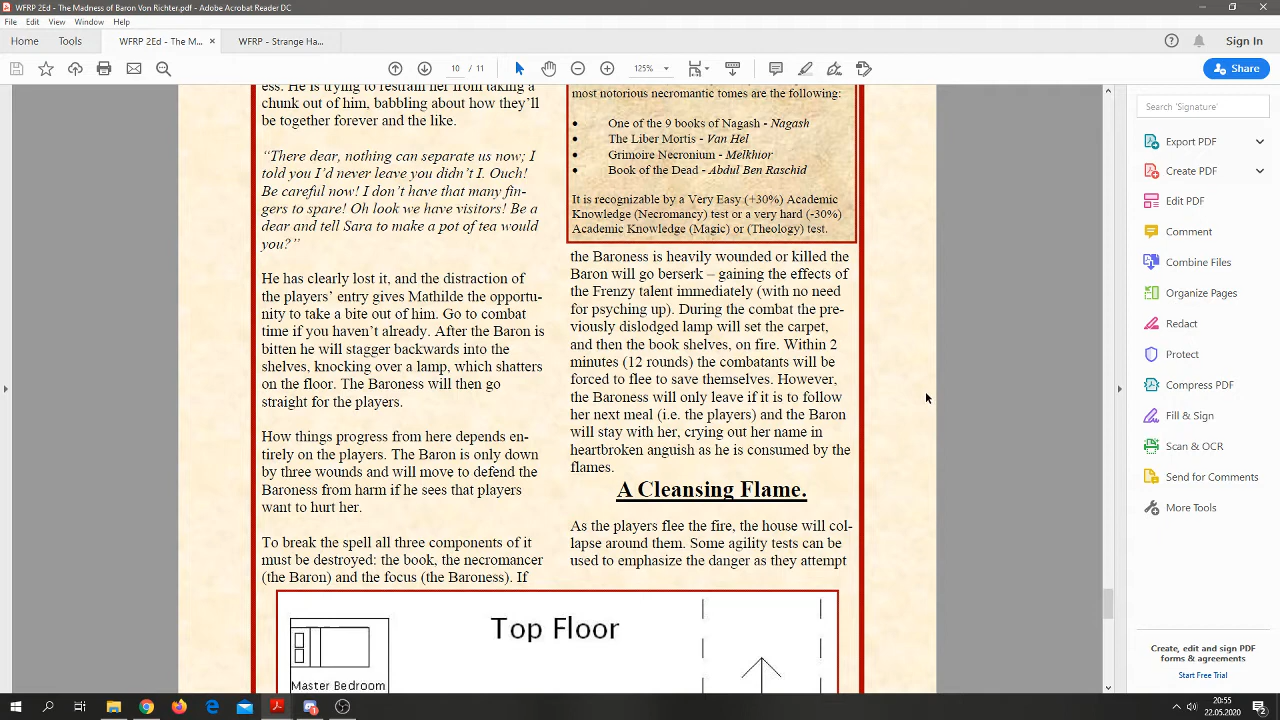 WFRP 2Ed - The Madness of Baron Von Richter.pdf - Adobe Acrobat Reader DC
File Edit View Window Help
Home Tools WFRP 2Ed - The M... × WFRP - Strange Ha... Sign In
10 / 11 125% Share
ess. He is trying to restrain her from taking a
chunk out of him, babbling about how they'll
be together forever and the like.
"There dear, nothing can separate us now; I
told you I'd never leave you didn't I. Ouch!
Be careful now! I don't have that many fin-
gers to spare! Oh look we have visitors! Be a
dear and tell Sara to make a pot of tea would
you?"
He has clearly lost it, and the distraction of
the players' entry gives Mathilde the opportu-
nity to take a bite out of him. Go to combat
time if you haven't already. After the Baron is
bitten he will stagger backwards into the
shelves, knocking over a lamp, which shatters
on the floor. The Baroness will then go
straight for the players.
How things progress from here depends en-
tirely on the players. The Baron is only down
by three wounds and will move to defend the
Baroness from harm if he sees that players
want to hurt her.
To break the spell all three components of it
must be destroyed: the book, the necromancer
(the Baron) and the focus (the Baroness). If
most notorious necromantic tomes are the following:
• One of the 9 books of Nagash - Nagash
• The Liber Mortis - Van Hel
• Grimoire Necronium - Melkhior
• Book of the Dead - Abdul Ben Raschid
It is recognizable by a Very Easy (+30%) Academic
Knowledge (Necromancy) test or a very hard (-30%)
Academic Knowledge (Magic) or (Theology) test.
the Baroness is heavily wounded or killed the
Baron will go berserk – gaining the effects of
the Frenzy talent immediately (with no need
for psyching up). During the combat the pre-
viously dislodged lamp will set the carpet,
and then the book shelves, on fire. Within 2
minutes (12 rounds) the combatants will be
forced to flee to save themselves. However,
the Baroness will only leave if it is to follow
her next meal (i.e. the players) and the Baron
will stay with her, crying out her name in
heartbroken anguish as he is consumed by the
flames.
A Cleansing Flame.
As the players flee the fire, the house will col-
lapse around them. Some agility tests can be
used to emphasize the danger as they attempt
Top Floor
Master Bedroom
Search 'Signature'
Export PDF
Create PDF
Edit PDF
Comment
Combine Files
Organize Pages
Redact
Protect
Compress PDF
Fill & Sign
Scan & OCR
Send for Comments
More Tools
Create, edit and sign PDF
forms & agreements
Start Free Trial
20:55
22.05.2020